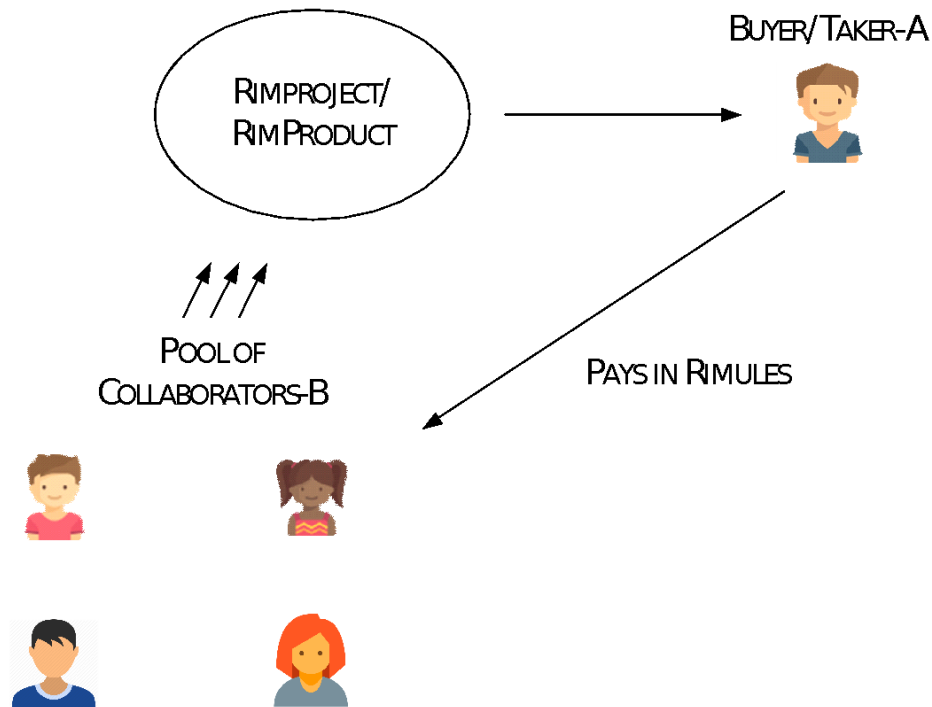 BUYER/TAKER-A
RIMPROJECT/
RIMPRODUCT
POOL OF
COLLABORATORS-B
PAYS IN RIMULES